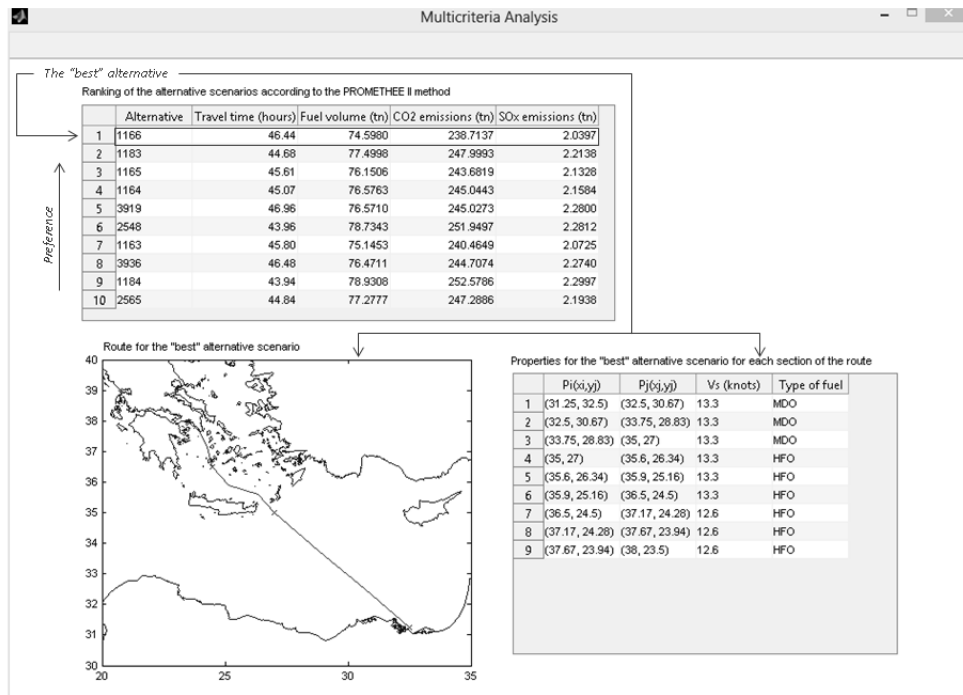 Multicriteria Analysis
The "best" alternative
Ranking of the alternative scenarios according to the PROMETHEE II method
Alternative Travel time (hours) Fuel volume (tn) CO2 emissions (tn) SOx emissions (tn)
1 1166 46.44 74.5980 238.7137 2.0397
2 1183 44.68 77.4998 247.9993 2.2138
3 1165 45.61 76.1506 243.6819 2.1328
4 1164 45.07 76.5763 245.0443 2.1584
5 3919 46.96 76.5710 245.0273 2.2800
6 2548 43.96 78.7343 251.9497 2.2812
7 1163 45.80 75.1453 240.4649 2.0725
8 3936 46.48 76.4711 244.7074 2.2740
9 1184 43.94 78.9308 252.5786 2.2997
10 2565 44.84 77.2777 247.2886 2.1938
Preference
Route for the "best" alternative scenario
40
39
38
37
36
35
34
33
32
31
30
20 25 30 35
Properties for the "best" alternative scenario for each section of the route
Pi(xi,yj) Pj(xj,yj) Vs (knots) Type of fuel
1 (31.25, 32.5) (32.5, 30.67) 13.3 MDO
2 (32.5, 30.67) (33.75, 28.83) 13.3 MDO
3 (33.75, 28.83) (35, 27) 13.3 MDO
4 (35, 27) (35.6, 26.34) 13.3 HFO
5 (35.6, 26.34) (35.9, 25.16) 13.3 HFO
6 (35.9, 25.16) (36.5, 24.5) 13.3 HFO
7 (36.5, 24.5) (37.17, 24.28) 12.6 HFO
8 (37.17, 24.28) (37.67, 23.94) 12.6 HFO
9 (37.67, 23.94) (38, 23.5) 12.6 HFO